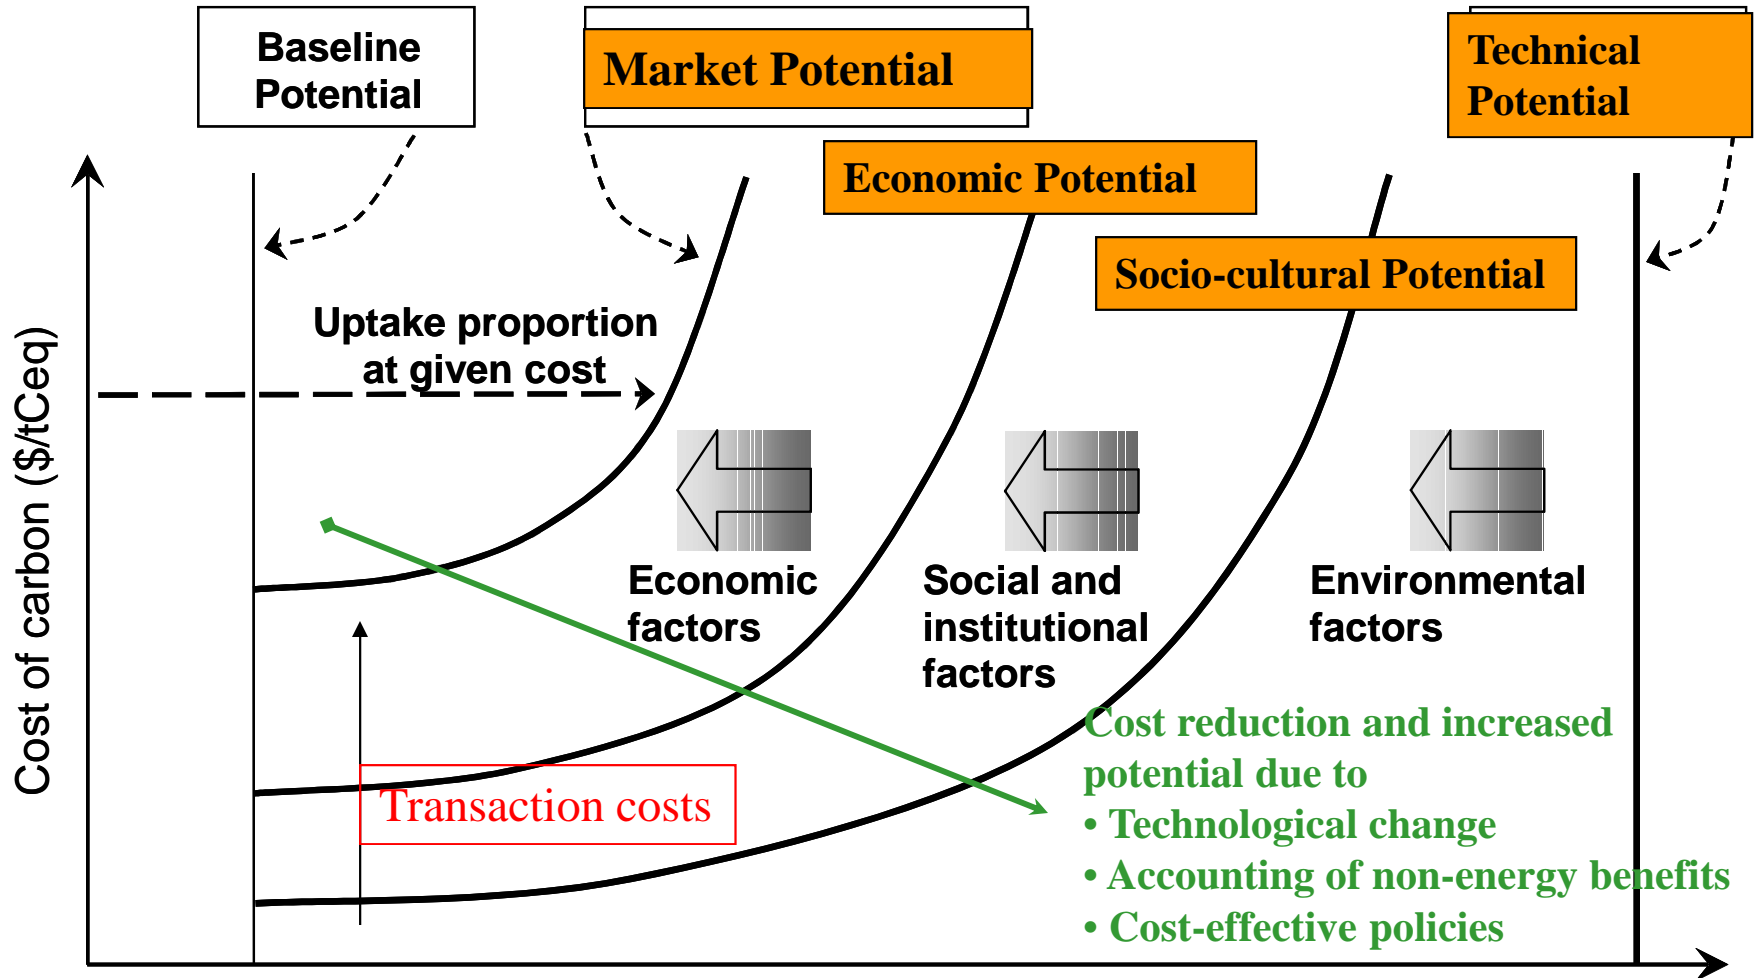 Baseline
Potential
Market Potential
Technical
Potential
Economic Potential
Socio-cultural Potential
Uptake proportion
at given cost
Cost of carbon ($/tCeq)
Economic
factors
Social and
institutional
factors
Environmental
factors
Transaction costs
Cost reduction and increased
potential due to
• Technological change
• Accounting of non-energy benefits
• Cost-effective policies